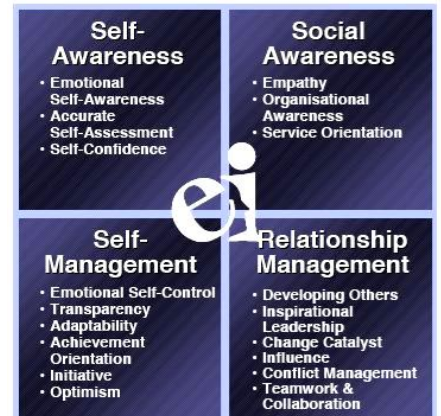 Self-
Awareness
• Emotional
Self-Awareness
• Accurate
Self-Assessment
• Self-Confidence
Social
Awareness
• Empathy
• Organisational
Awareness
• Service Orientation
ei
Self-
Management
• Emotional Self-Control
• Transparency
• Adaptability
• Achievement
Orientation
• Initiative
• Optimism
Relationship
Management
• Developing Others
• Inspirational
Leadership
• Change Catalyst
• Influence
• Conflict Management
• Teamwork &
Collaboration